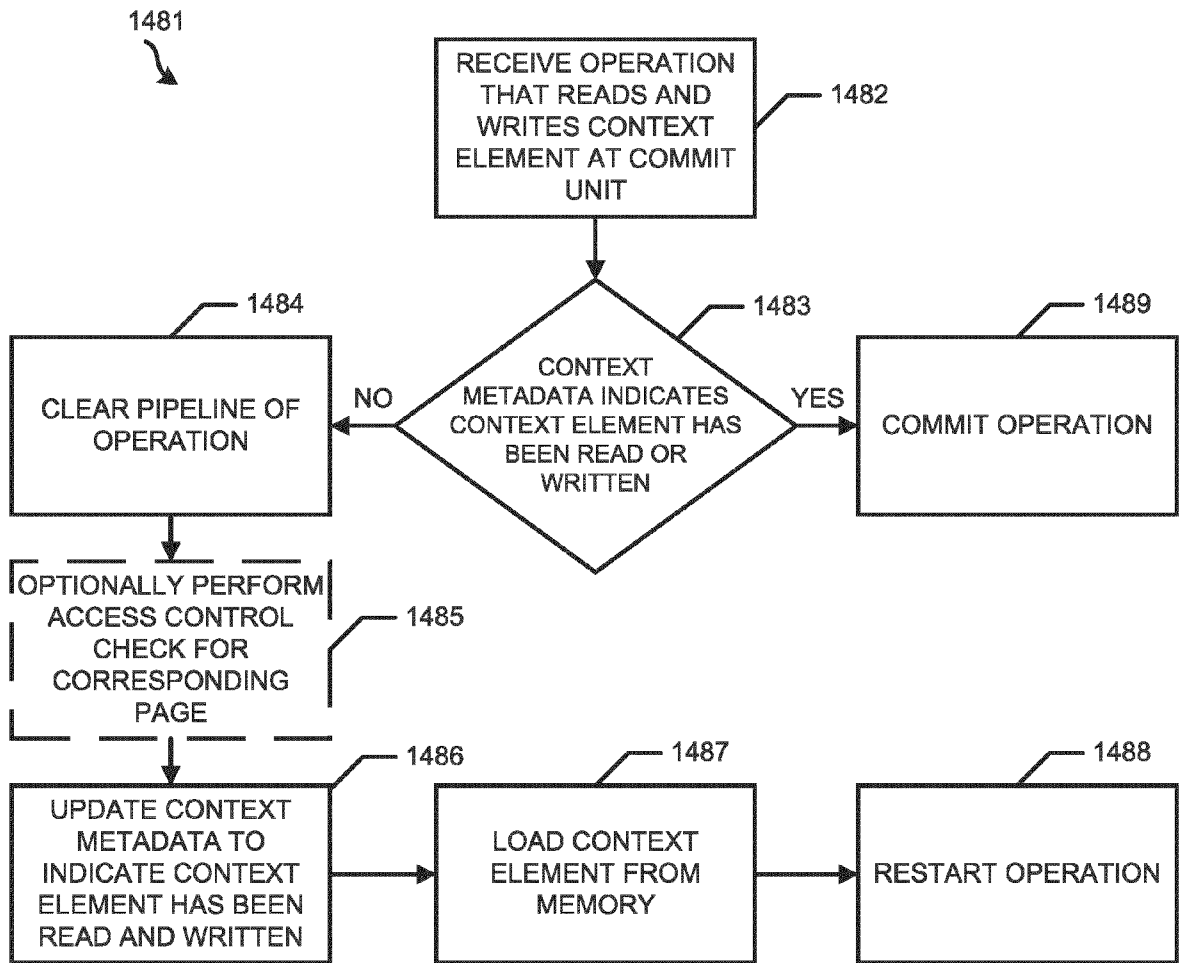 1481
RECEIVE OPERATION
THAT READS AND
WRITES CONTEXT
ELEMENT AT COMMIT
UNIT
1482
1484
CLEAR PIPELINE OF
OPERATION
NO
1483
CONTEXT
METADATA INDICATES
CONTEXT ELEMENT HAS
BEEN READ OR
WRITTEN
YES
1489
COMMIT OPERATION
OPTIONALLY PERFORM
ACCESS CONTROL
CHECK FOR
CORRESPONDING
PAGE
1485
1486
UPDATE CONTEXT
METADATA TO
INDICATE CONTEXT
ELEMENT HAS BEEN
READ AND WRITTEN
1487
LOAD CONTEXT
ELEMENT FROM
MEMORY
1488
RESTART OPERATION